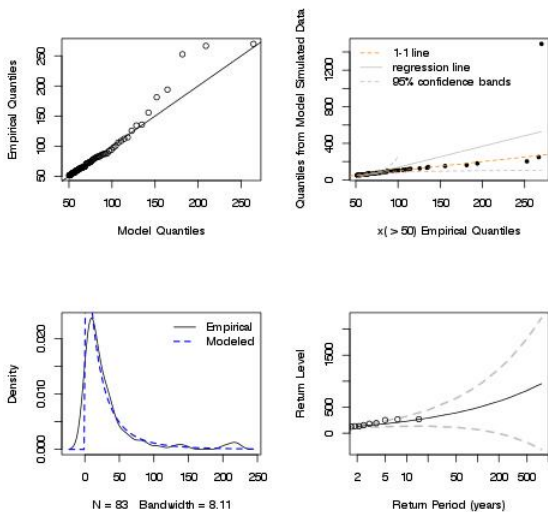 Empirical Quantiles
50 100 150 200 250
50 100 150 200 250
Model Quantiles
Quantiles from Model Simulated Data
0 400 800 1400
1-1 line
regression line
95% confidence bands
50 100 150 200 250
x( > 50) Empirical Quantiles
Density
0.000 0.010 0.020
Empirical
Modeled
0 50 100 150 200 250
N = 83 Bandwidth = 8.11
Return Level
0 500 1500
2 5 10 50 200 500
Return Period (years)